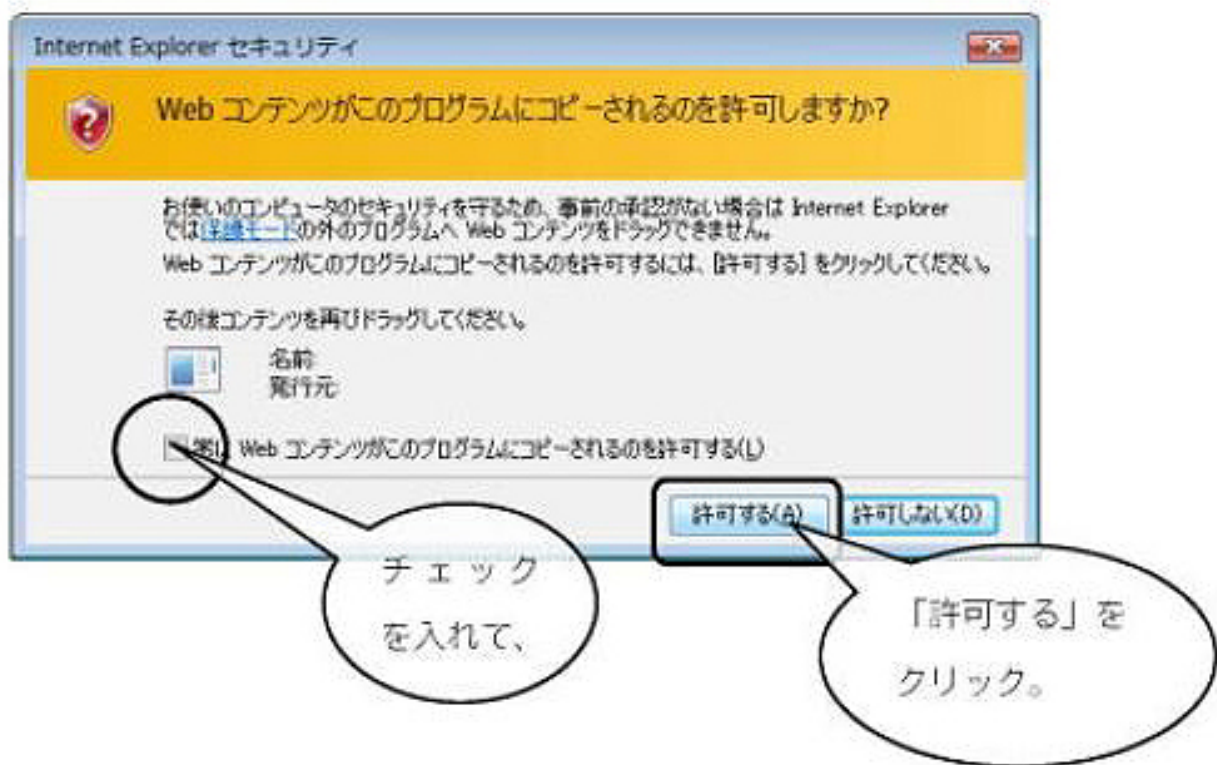 Internet Explorer セキュリティ
Web コンテンツがこのプログラムにコピーされるのを許可しますか?
お使いのコンピュータのセキュリティを守るため、事前の承認がない場合は Internet Explorer
では保護モードの外のプログラムへ Web コンテンツをドラッグできません。
Web コンテンツがこのプログラムにコピーされるのを許可するには、[許可する] をクリックしてください。
その後コンテンツを再びドラッグしてください。
名前:
発行元:
Web コンテンツがこのプログラムにコピーされるのを許可する(L)
許可する(A) 許可しない(D)
チェック
を入れて、
「許可する」を
クリック。